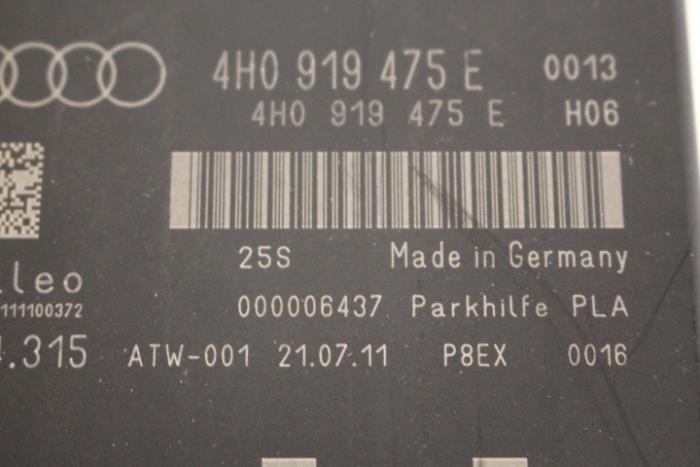 4H0 919 475 E 0013
4H0 919 475 E H06
25S Made in Germany
leo
111100372 000006437 Parkhilfe PLA
.315 ATW-001 21.07.11 P8EX 0016